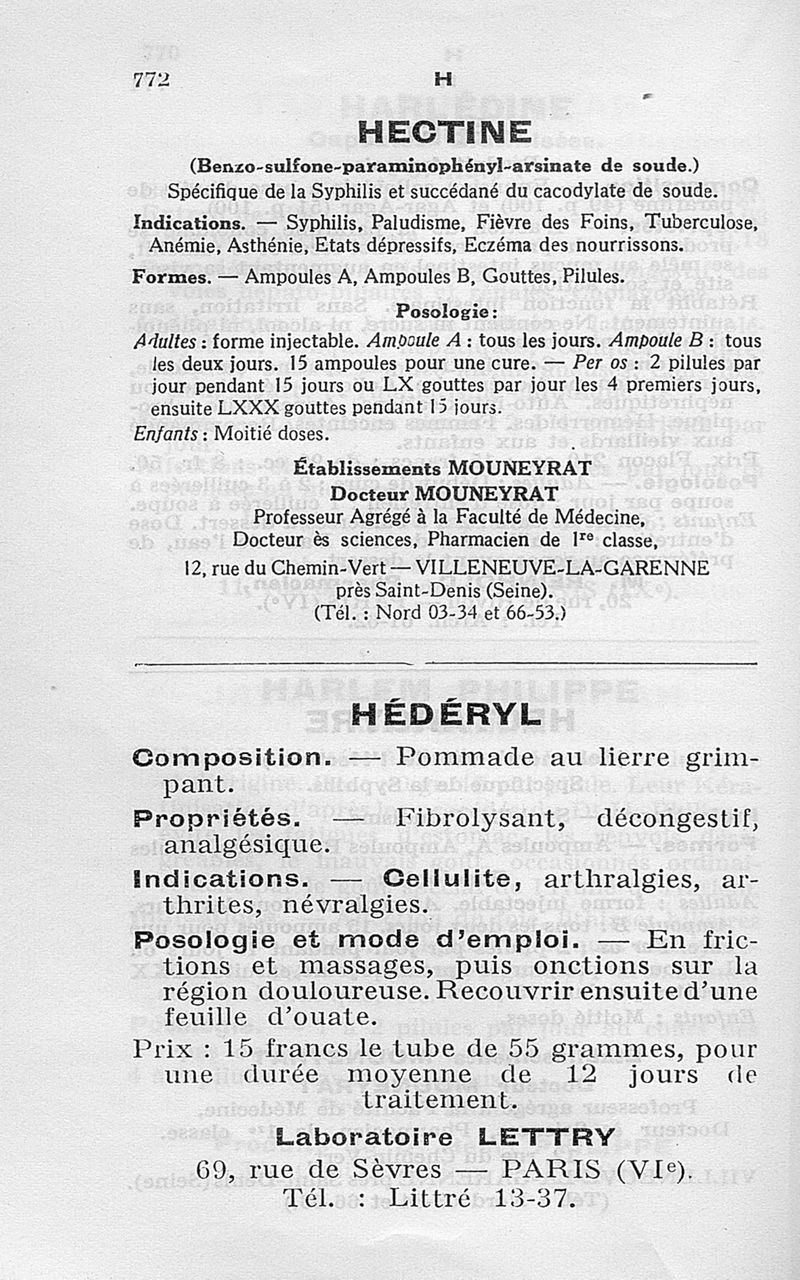 772
H
HECTINE
(Benzo-sulfone-paraminophényl-arsinate de soude.)
Spécifique de la Syphilis et succédané du cacodylate de soude.
Indications. — Syphilis, Paludisme, Fièvre des Foins, Tuberculose,
Anémie, Asthénie, Etats dépressifs, Eczéma des nourrissons.
Formes. — Ampoules A, Ampoules B, Gouttes, Pilules.
Posologie :
Adultes : forme injectable. Ampoule A : tous les jours. Ampoule B : tous
les deux jours. 15 ampoules pour une cure. — Per os : 2 pilules par
jour pendant 15 jours ou LX gouttes par jour les 4 premiers jours,
ensuite LXXX gouttes pendant 15 jours.
Enfants : Moitié doses.
Établissements MOUNEYRAT
Docteur MOUNEYRAT
Professeur Agrégé à la Faculté de Médecine,
Docteur ès sciences, Pharmacien de 1re classe,
12, rue du Chemin-Vert — VILLENEUVE-LA-GARENNE
près Saint-Denis (Seine).
(Tél. : Nord 03-34 et 66-53.)
HÉDÉRYL
Composition. — Pommade au lierre grim-
pant.
Propriétés. — Fibrolysant, décongestif,
analgésique.
Indications. — Cellulite, arthralgies, ar-
thrites, névralgies.
Posologie et mode d'emploi. — En fric-
tions et massages, puis onctions sur la
région douloureuse. Recouvrir ensuite d'une
feuille d'ouate.
Prix : 15 francs le tube de 55 grammes, pour
une durée moyenne de 12 jours de
traitement.
Laboratoire LETTRY
69, rue de Sèvres — PARIS (VIe).
Tél. : Littré 13-37.